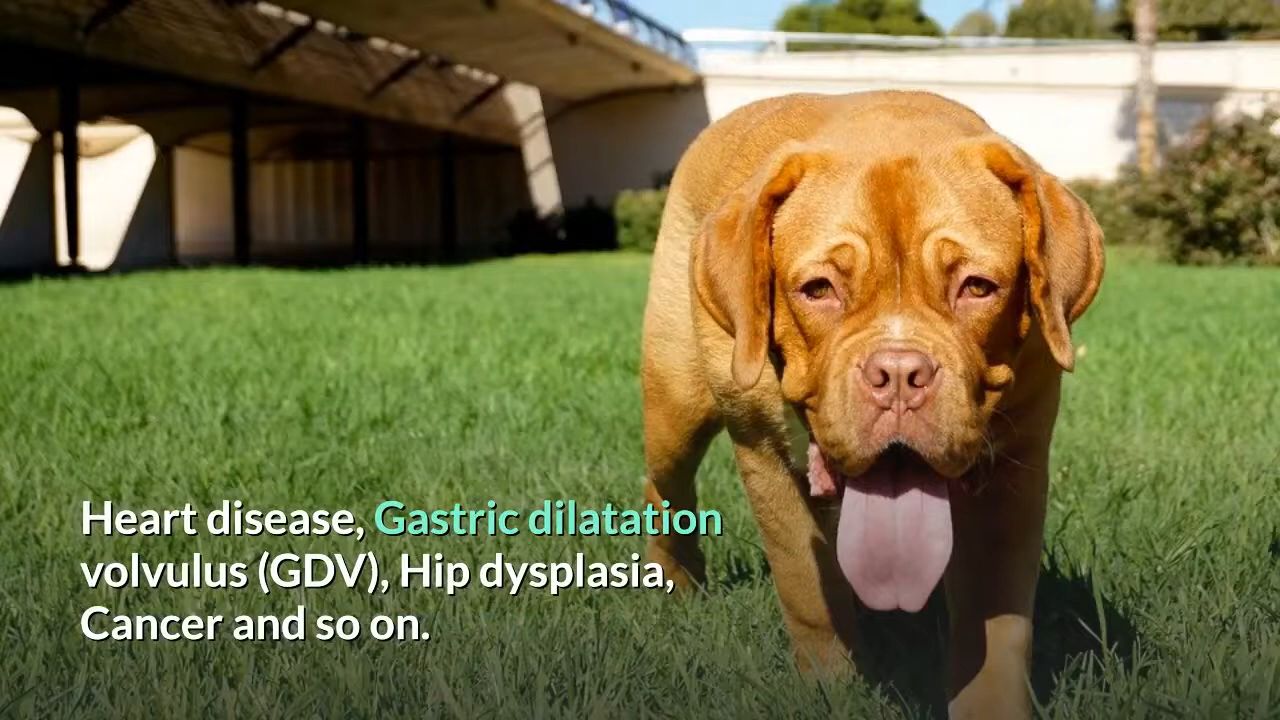 Heart disease, Gastric dilatation
volvulus (GDV), Hip dysplasia,
Cancer and so on.